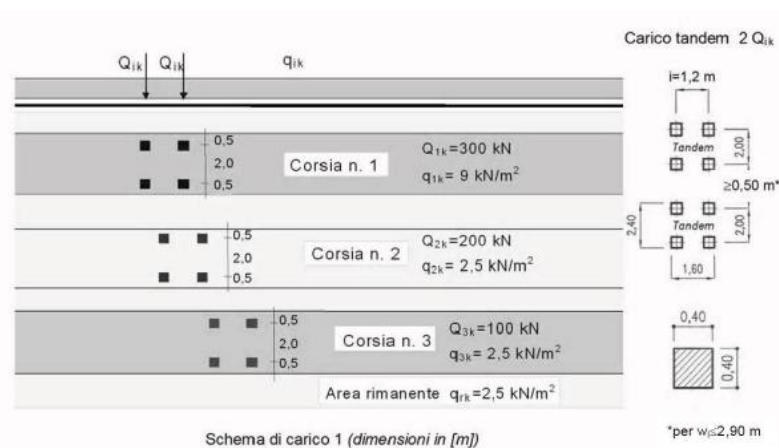 Carico tandem 2 Qik
Qik Qik qik
i=1,2 m
0,5
2,0
0,5
Corsia n. 1
Q1k=300 kN
q1k= 9 kN/m²
Tandem
2,00
≥0,50 m*
0,5
2,0
0,5
Corsia n. 2
Q2k=200 kN
q2k= 2,5 kN/m²
2,40
Tandem
2,00
1,60
0,5
2,0
0,5
Corsia n. 3
Q3k=100 kN
q3k= 2,5 kN/m²
0,40
0,40
Area rimanente qrk=2,5 kN/m²
Schema di carico 1 (dimensioni in [m])
*per wl≤2,90 m